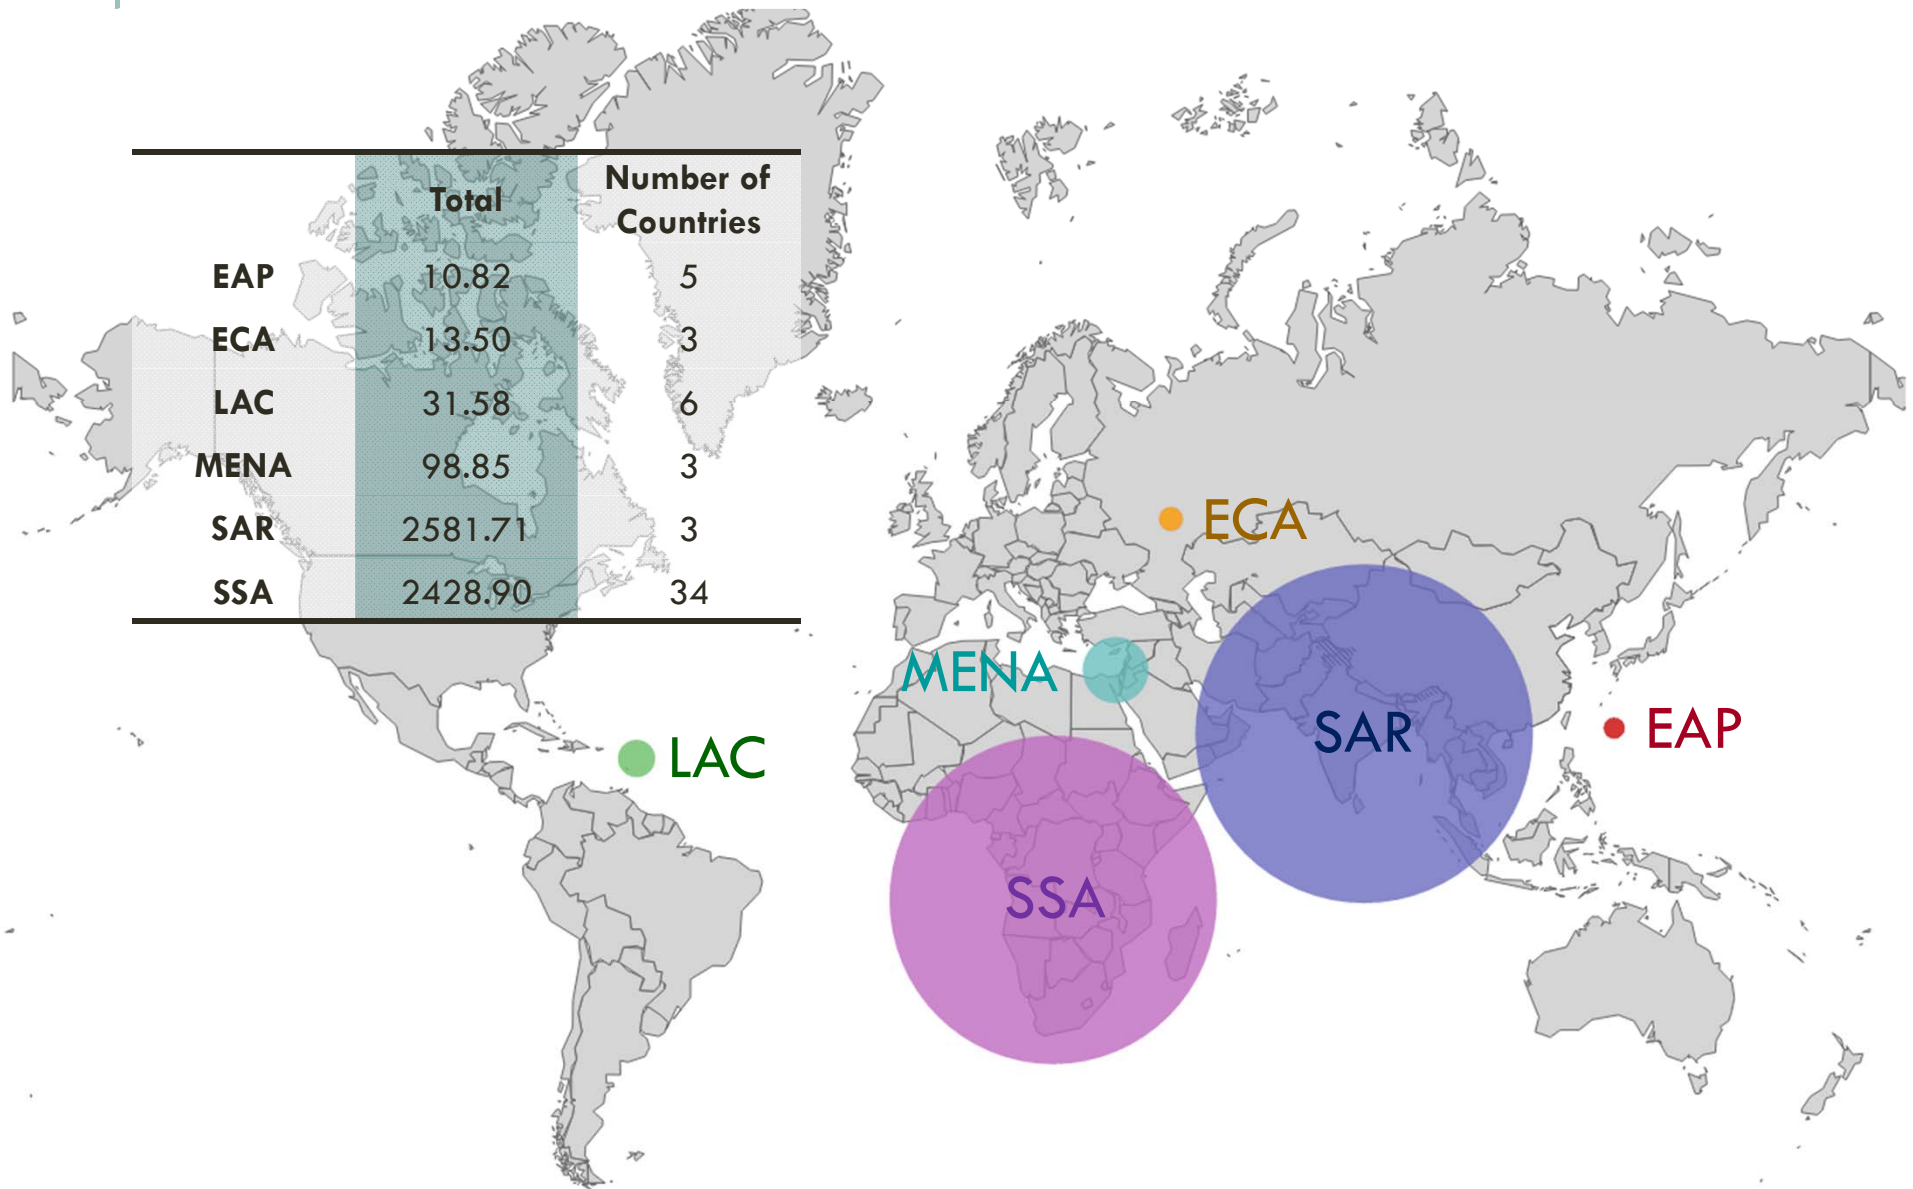 Total Number of Countries
EAP 10.82 5
ECA 13.50 3
LAC 31.58 6
MENA 98.85 3
SAR 2581.71 3
SSA 2428.90 34
ECA
MENA
SAR
EAP
LAC
SSA